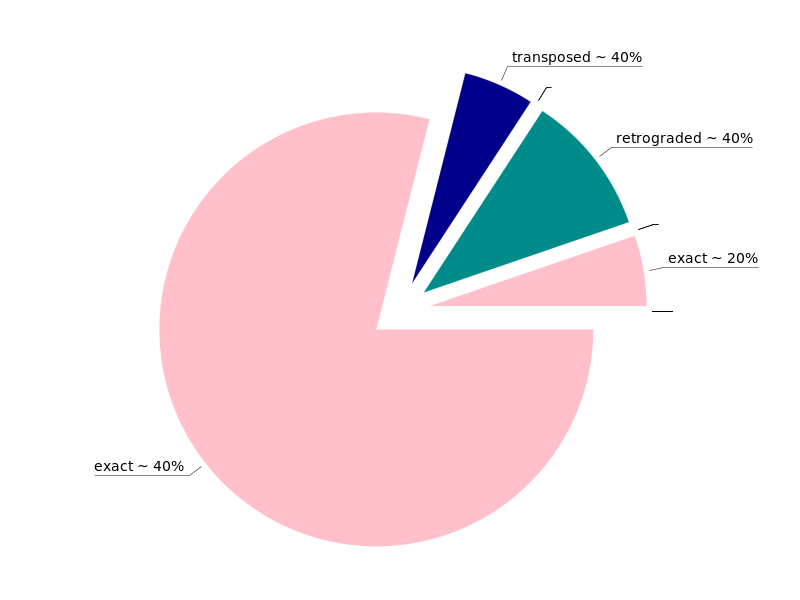 transposed ~ 40%
retrograded ~ 40%
exact ~ 20%
exact ~ 40%